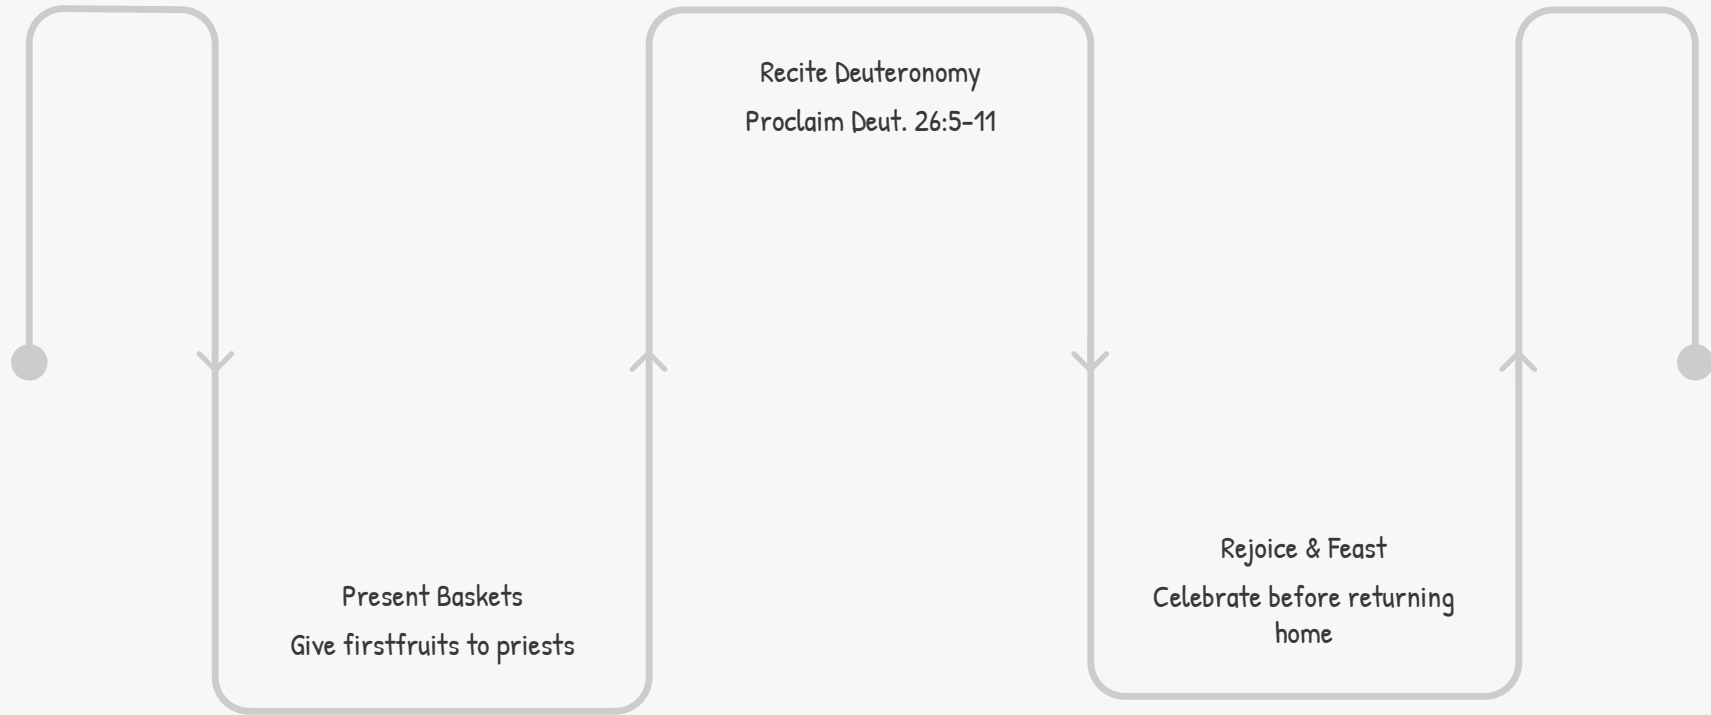 Present Baskets
Give firstfruits to priests
Recite Deuteronomy
Proclaim Deut. 26:5–11
Rejoice & Feast
Celebrate before returning
home